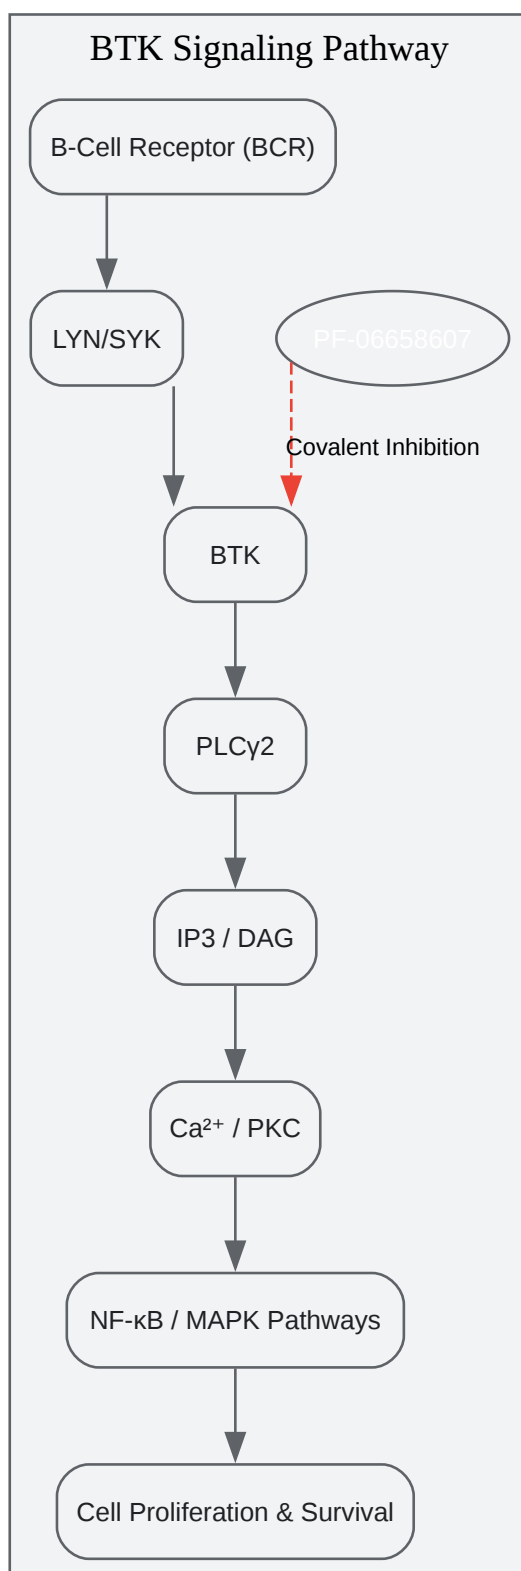 BTK Signaling Pathway
B-Cell Receptor (BCR)
LYN/SYK
PF-06658607
Covalent Inhibition
BTK
PLCγ2
IP3 / DAG
Ca²⁺ / PKC
NF-κB / MAPK Pathways
Cell Proliferation & Survival